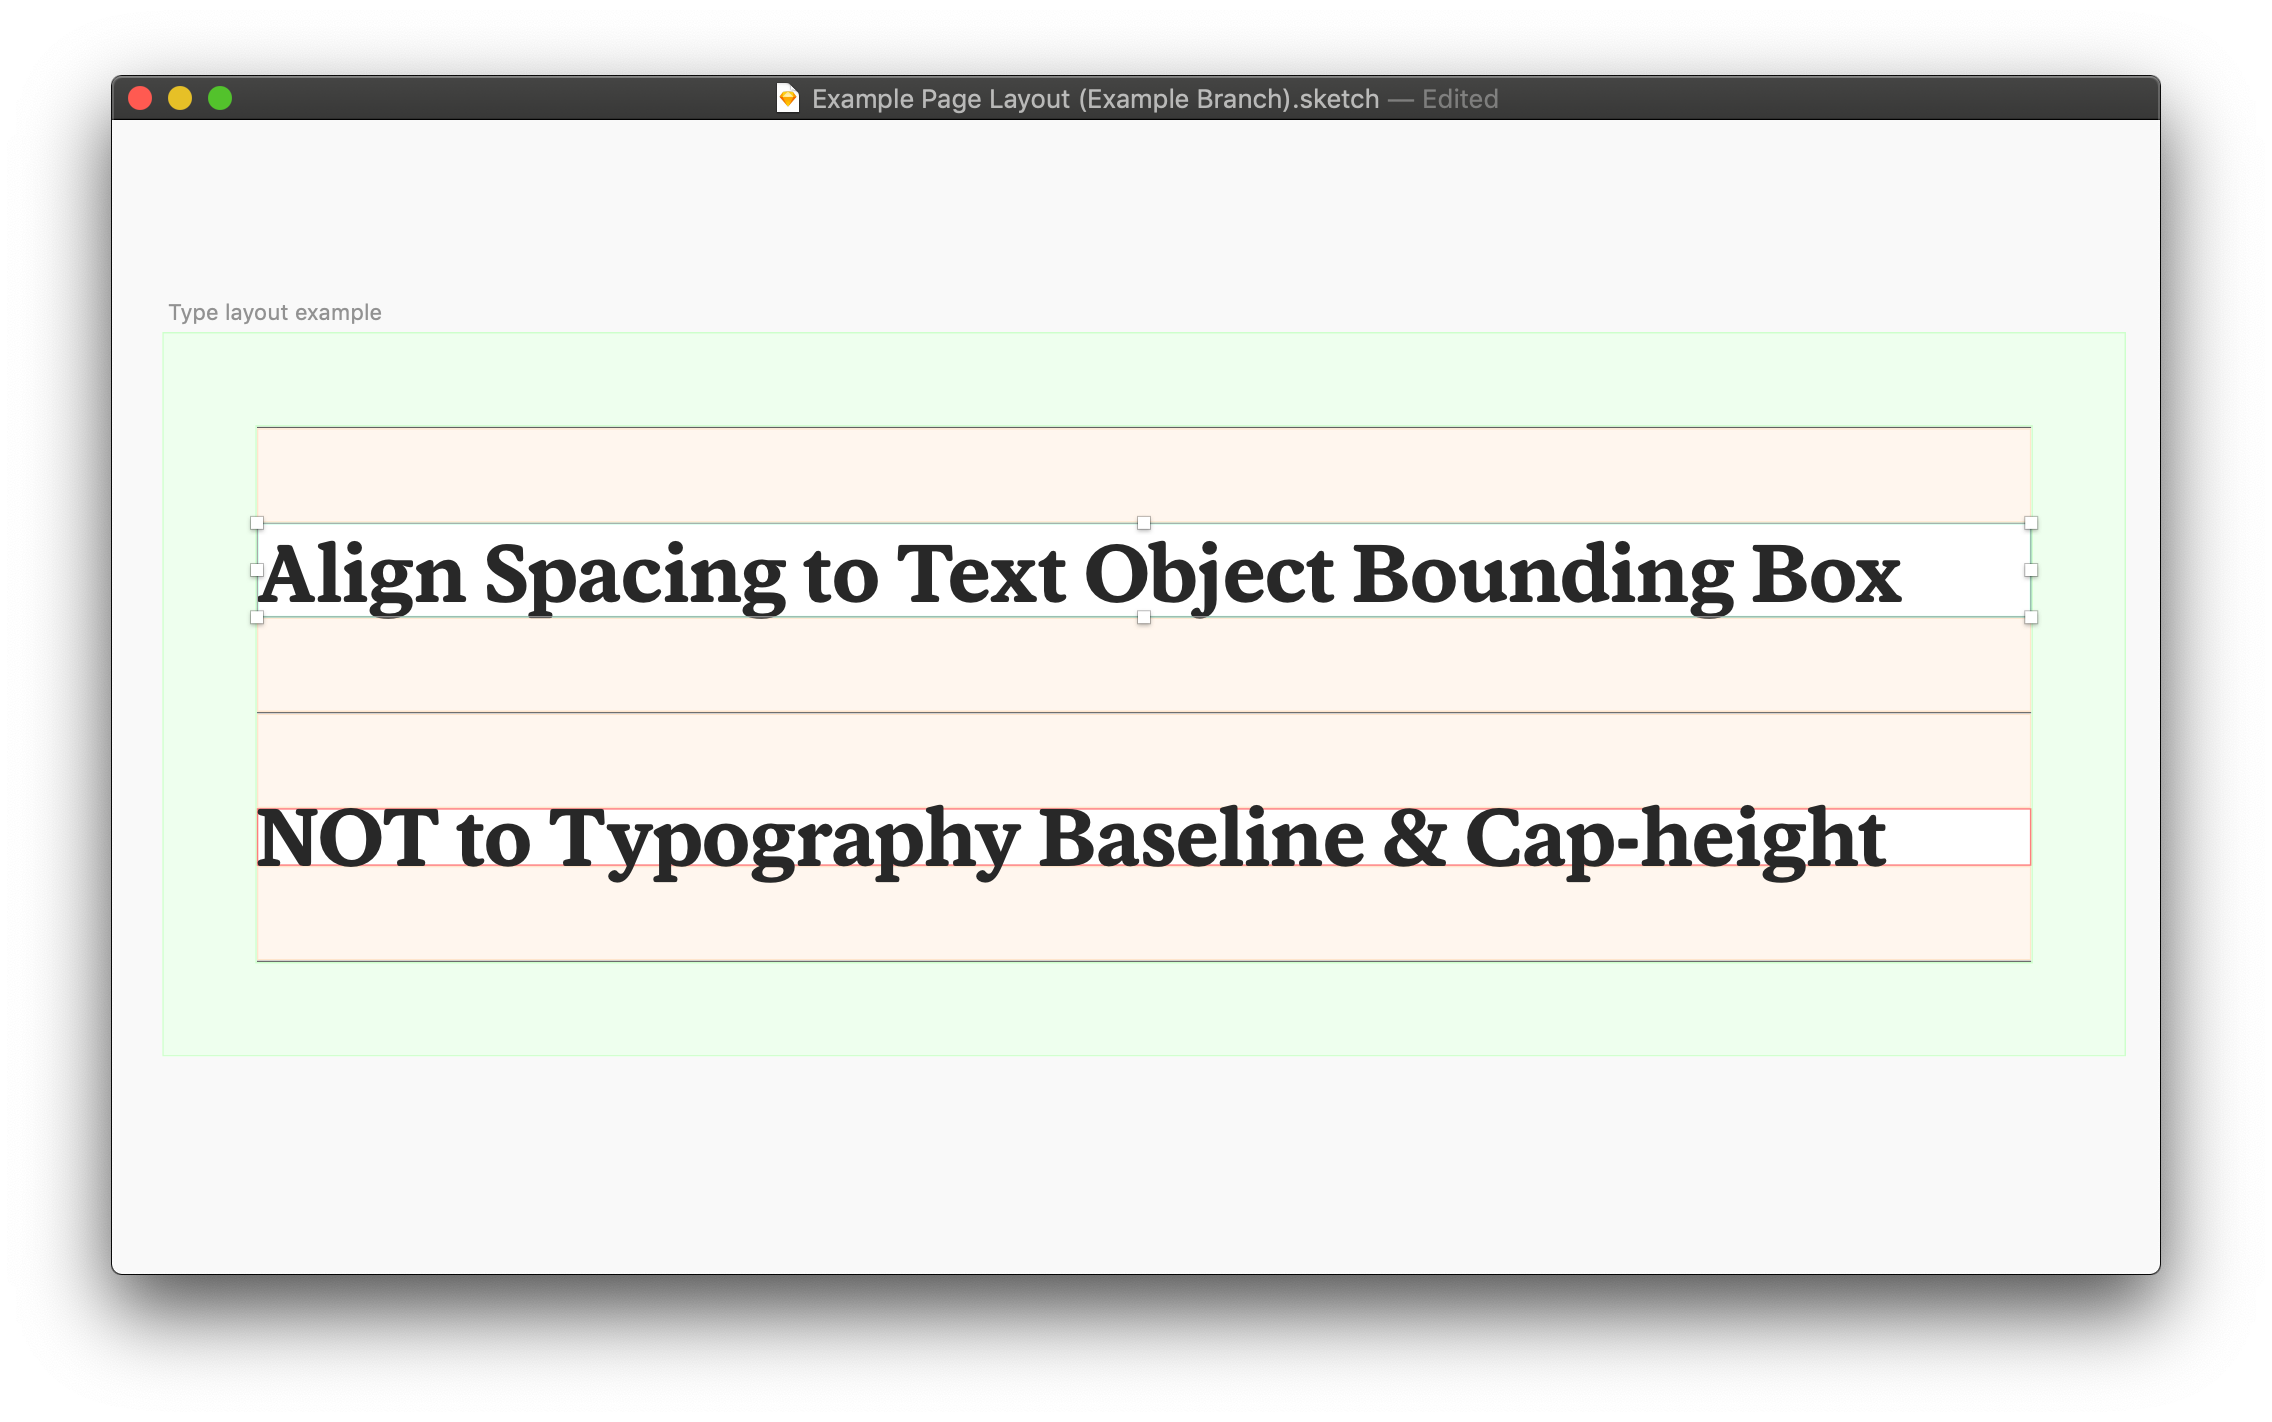 Example Page Layout (Example Branch).sketch — Edited
Type layout example
Align Spacing to Text Object Bounding Box
NOT to Typography Baseline & Cap-height